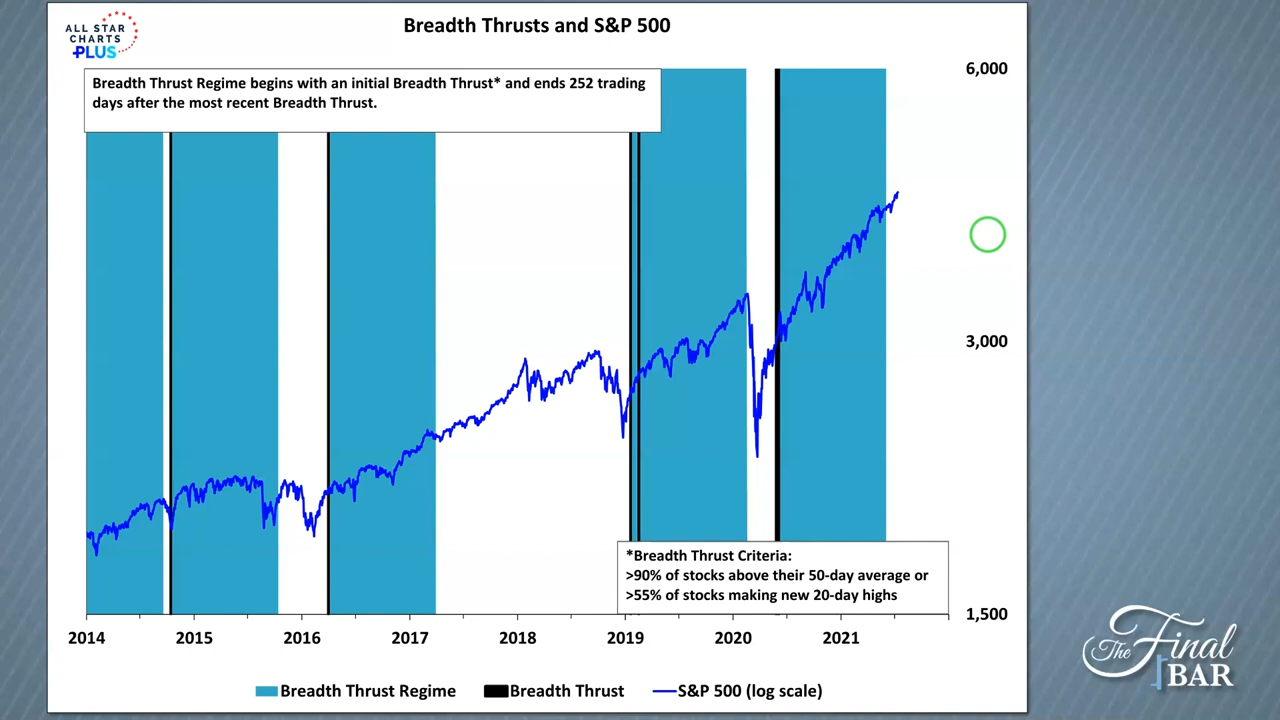 ALL STAR
CHARTS
PLUS
Breadth Thrusts and S&P 500
Breadth Thrust Regime begins with an initial Breadth Thrust* and ends 252 trading
days after the most recent Breadth Thrust.
6,000
3,000
1,500
*Breadth Thrust Criteria:
>90% of stocks above their 50-day average or
>55% of stocks making new 20-day highs
2014 2015 2016 2017 2018 2019 2020 2021
Breadth Thrust Regime Breadth Thrust S&P 500 (log scale)
The Final
BAR